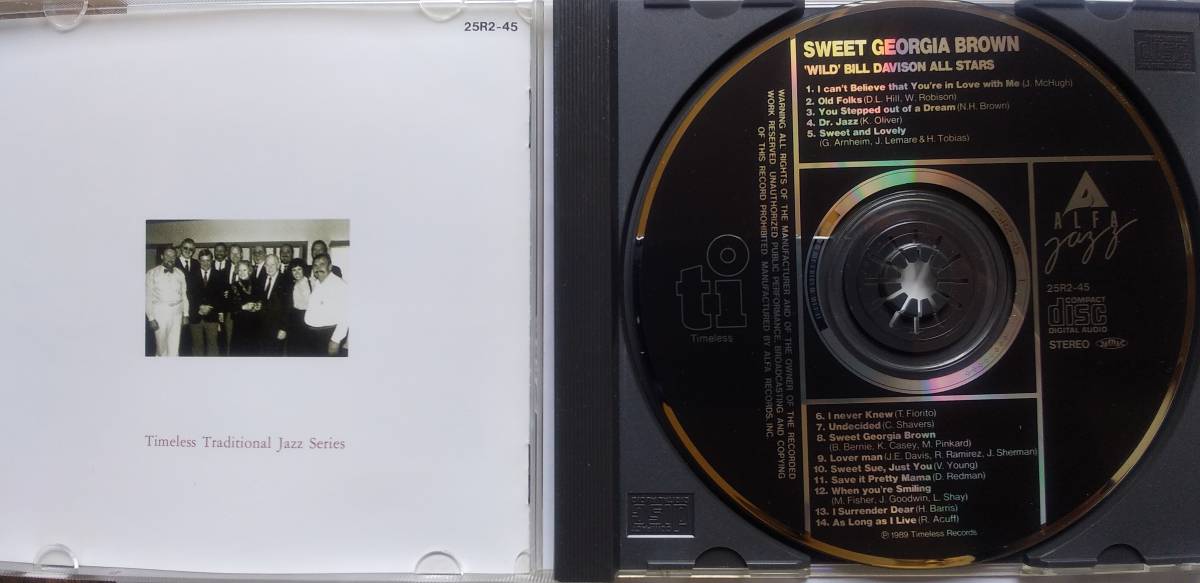 25R2-45
Timeless Traditional Jazz Series
SWEET GEORGIA BROWN
'WILD' BILL DAVISON ALL STARS
1. I can't Believe that You're in Love with Me (J. McHugh)
2. Old Folks (D.L. Hill, W. Robison)
3. You Stepped out of a Dream (N.H. Brown)
4. Dr. Jazz (K. Oliver)
5. Sweet and Lovely
(G. Arnheim, J. Lemare & H. Tobias)
WARNING. ALL RIGHTS OF THE MANUFACTURER AND OF THE OWNER OF THE RECORDED
WORK RESERVED. UNAUTHORIZED PUBLIC PERFORMANCE, BROADCASTING AND COPYING
OF THIS RECORD PROHIBITED. MANUFACTURED BY ALFA RECORDS, INC.
ti
Timeless
ALFA
jazz
25R2-45
COMPACT
disc
DIGITAL AUDIO
STEREO
6. I never Knew (T. Fiorito)
7. Undecided (C. Shavers)
8. Sweet Georgia Brown
(B. Bernie, K. Casey, M. Pinkard)
9. Lover man (J.E. Davis, R. Ramirez, J. Sherman)
10. Sweet Sue, Just You (V. Young)
11. Save it Pretty Mama (D. Redman)
12. When you're Smiling
(M. Fisher, J. Goodwin, L. Shay)
13. I Surrender Dear (H. Barris)
14. As Long as I Live (R. Acuff)
℗ 1989 Timeless Records